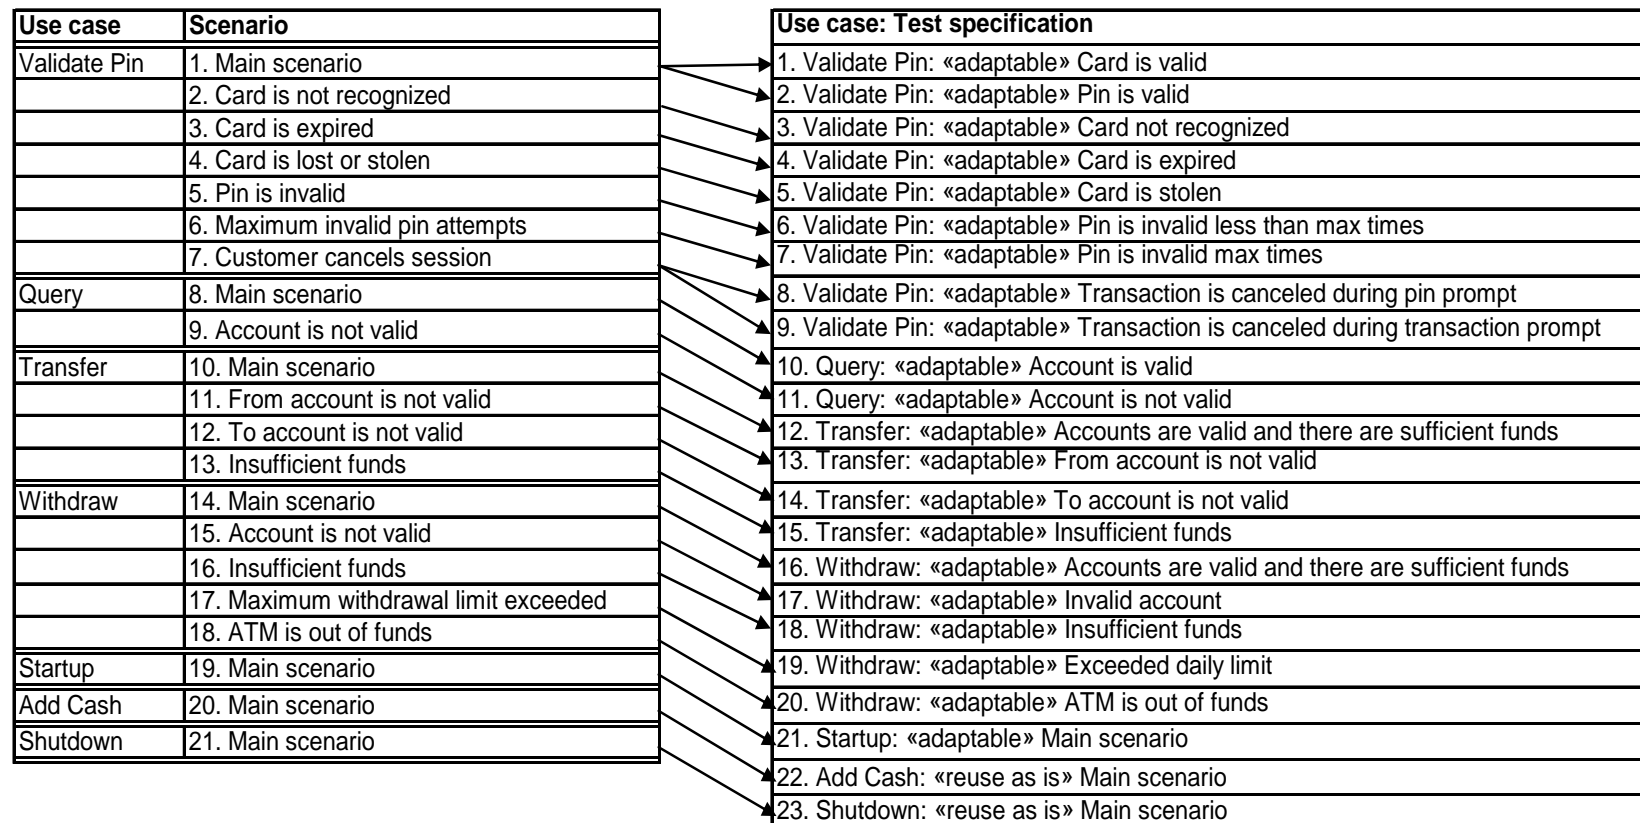 Use case Scenario
Validate Pin 1. Main scenario
2. Card is not recognized
3. Card is expired
4. Card is lost or stolen
5. Pin is invalid
6. Maximum invalid pin attempts
7. Customer cancels session
Query 8. Main scenario
9. Account is not valid
Transfer 10. Main scenario
11. From account is not valid
12. To account is not valid
13. Insufficient funds
Withdraw 14. Main scenario
15. Account is not valid
16. Insufficient funds
17. Maximum withdrawal limit exceeded
18. ATM is out of funds
Startup 19. Main scenario
Add Cash 20. Main scenario
Shutdown 21. Main scenario
Use case: Test specification
1. Validate Pin: «adaptable» Card is valid
2. Validate Pin: «adaptable» Pin is valid
3. Validate Pin: «adaptable» Card not recognized
4. Validate Pin: «adaptable» Card is expired
5. Validate Pin: «adaptable» Card is stolen
6. Validate Pin: «adaptable» Pin is invalid less than max times
7. Validate Pin: «adaptable» Pin is invalid max times
8. Validate Pin: «adaptable» Transaction is canceled during pin prompt
9. Validate Pin: «adaptable» Transaction is canceled during transaction prompt
10. Query: «adaptable» Account is valid
11. Query: «adaptable» Account is not valid
12. Transfer: «adaptable» Accounts are valid and there are sufficient funds
13. Transfer: «adaptable» From account is not valid
14. Transfer: «adaptable» To account is not valid
15. Transfer: «adaptable» Insufficient funds
16. Withdraw: «adaptable» Accounts are valid and there are sufficient funds
17. Withdraw: «adaptable» Invalid account
18. Withdraw: «adaptable» Insufficient funds
19. Withdraw: «adaptable» Exceeded daily limit
20. Withdraw: «adaptable» ATM is out of funds
21. Startup: «adaptable» Main scenario
22. Add Cash: «reuse as is» Main scenario
23. Shutdown: «reuse as is» Main scenario